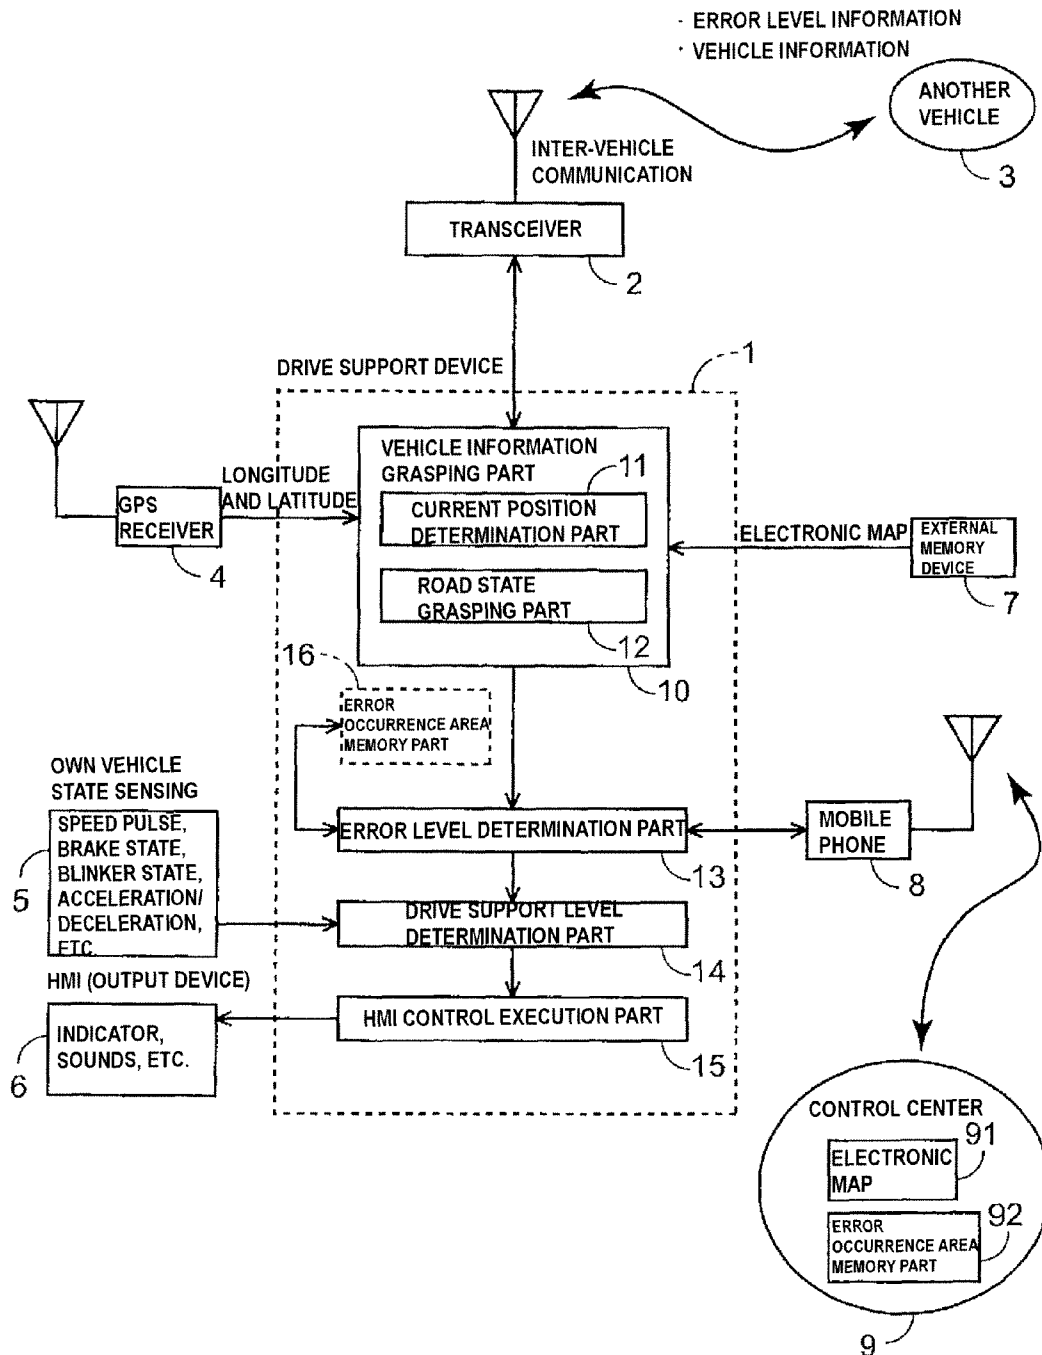 - ERROR LEVEL INFORMATION
· VEHICLE INFORMATION
ANOTHER
VEHICLE
3
INTER-VEHICLE
COMMUNICATION
TRANSCEIVER
2
DRIVE SUPPORT DEVICE
1
VEHICLE INFORMATION
GRASPING PART
11
CURRENT POSITION
DETERMINATION PART
ROAD STATE
GRASPING PART
12
10
LONGITUDE
AND LATITUDE
GPS
RECEIVER
4
ELECTRONIC MAP
EXTERNAL
MEMORY
DEVICE
7
16
ERROR
OCCURRENCE AREA
MEMORY PART
OWN VEHICLE
STATE SENSING
SPEED PULSE,
BRAKE STATE,
BLINKER STATE,
ACCELERATION/
DECELERATION,
ETC
5
ERROR LEVEL DETERMINATION PART
13
MOBILE
PHONE
8
DRIVE SUPPORT LEVEL
DETERMINATION PART
14
HMI (OUTPUT DEVICE)
INDICATOR,
SOUNDS, ETC.
6
HMI CONTROL EXECUTION PART
15
CONTROL CENTER
91
ELECTRONIC
MAP
92
ERROR
OCCURRENCE AREA
MEMORY PART
9